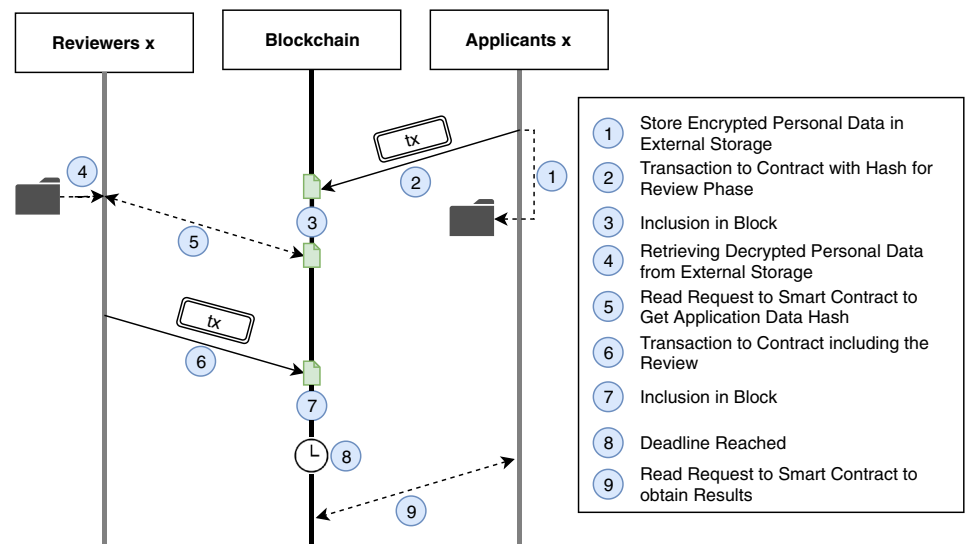 Reviewers x
Blockchain
Applicants x
tx
1
2
4
3
5
tx
6
7
8
9
1 Store Encrypted Personal Data in
External Storage
2 Transaction to Contract with Hash for
Review Phase
3 Inclusion in Block
4 Retrieving Decrypted Personal Data
from External Storage
5 Read Request to Smart Contract to
Get Application Data Hash
6 Transaction to Contract including the
Review
7 Inclusion in Block
8 Deadline Reached
9 Read Request to Smart Contract to
obtain Results